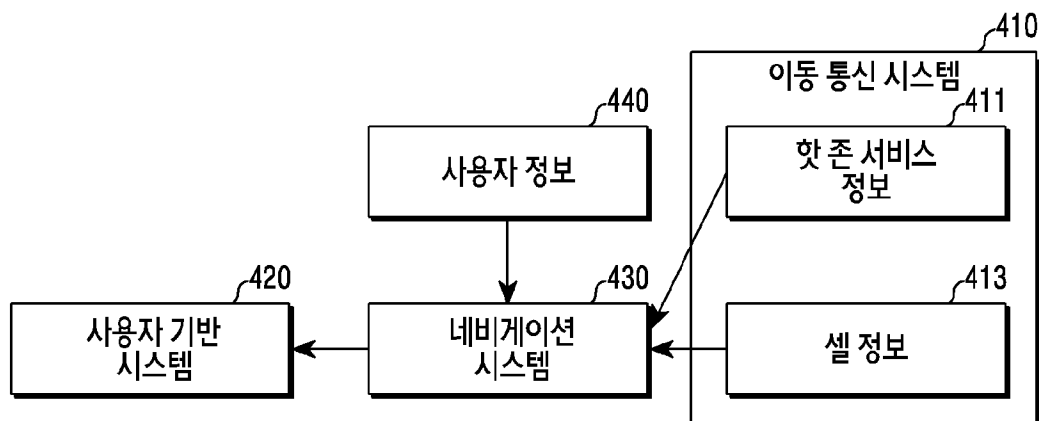 410
이동 통신 시스템
411
핫 존 서비스
정보
440
사용자 정보
420
사용자 기반
시스템
430
네비게이션
시스템
413
셀 정보